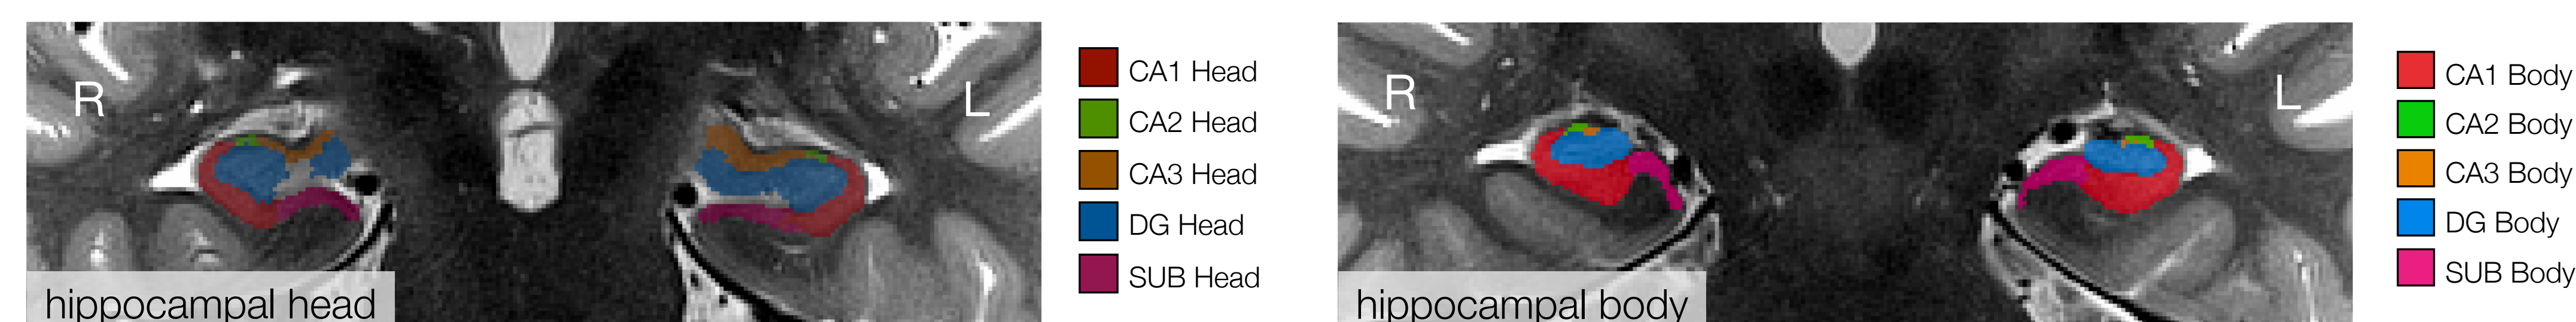 R
L
hippocampal head
CA1 Head
CA2 Head
CA3 Head
DG Head
SUB Head
R
L
hippocampal body
CA1 Body
CA2 Body
CA3 Body
DG Body
SUB Body